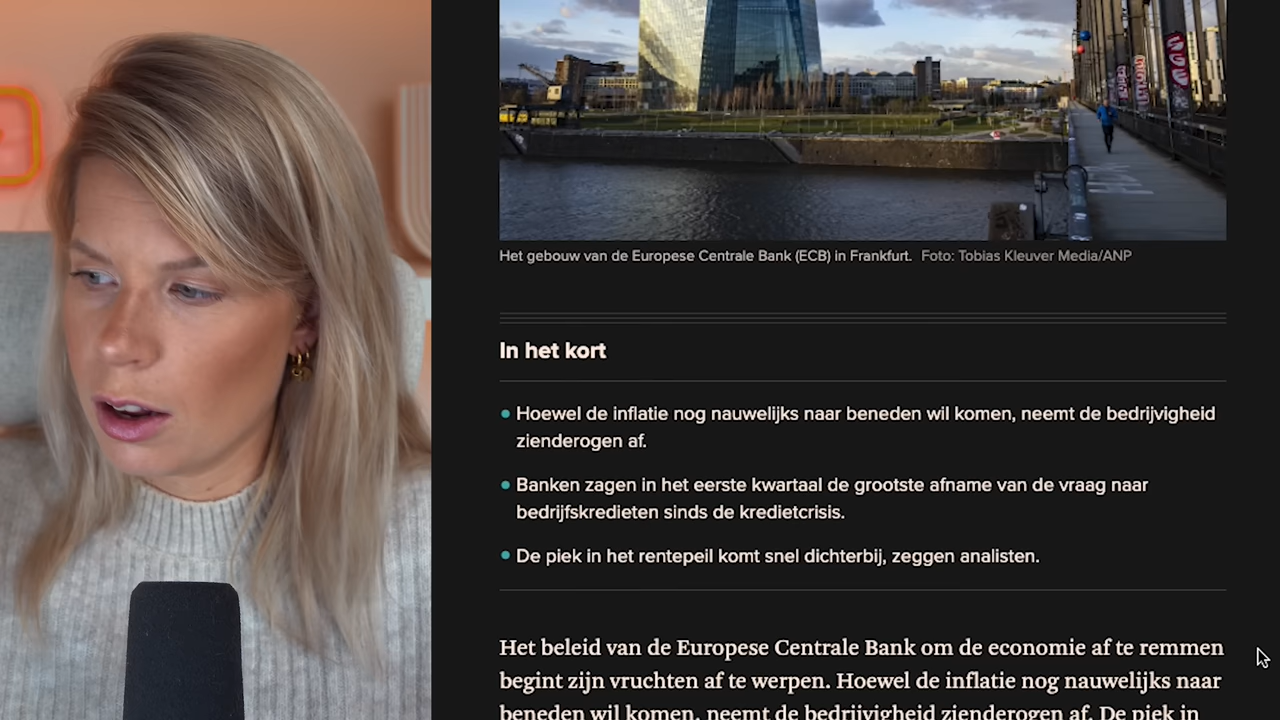 Het gebouw van de Europese Centrale Bank (ECB) in Frankfurt. Foto: Tobias Kleuver Media/ANP
In het kort
Hoewel de inflatie nog nauwelijks naar beneden wil komen, neemt de bedrijvigheid
zienderogen af.
Banken zagen in het eerste kwartaal de grootste afname van de vraag naar
bedrijfskredieten sinds de kredietcrisis.
De piek in het rentepeil komt snel dichterbij, zeggen analisten.
Het beleid van de Europese Centrale Bank om de economie af te remmen
begint zijn vruchten af te werpen. Hoewel de inflatie nog nauwelijks naar
beneden wil komen, neemt de bedrijvigheid zienderogen af. De piek in